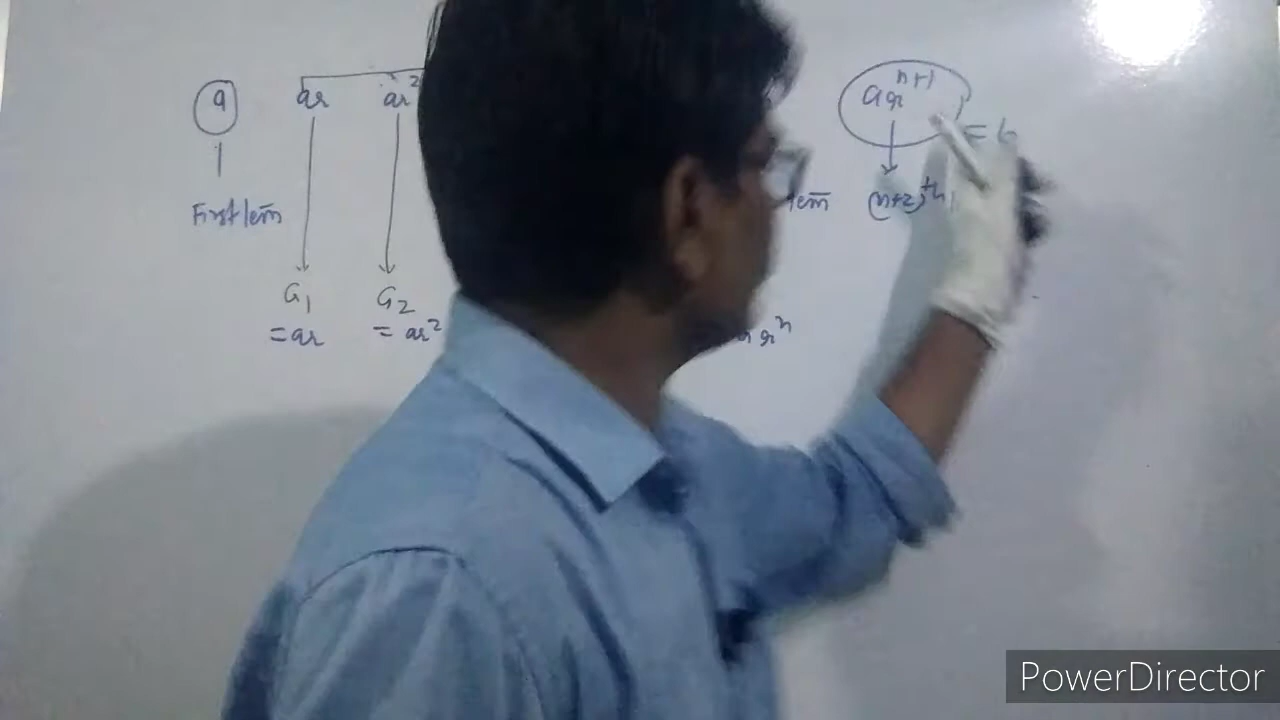 a ar ar² arⁿ⁺¹
= b
First term term (n+2)th
G₁ G₂
= ar = ar² arⁿ
PowerDirector